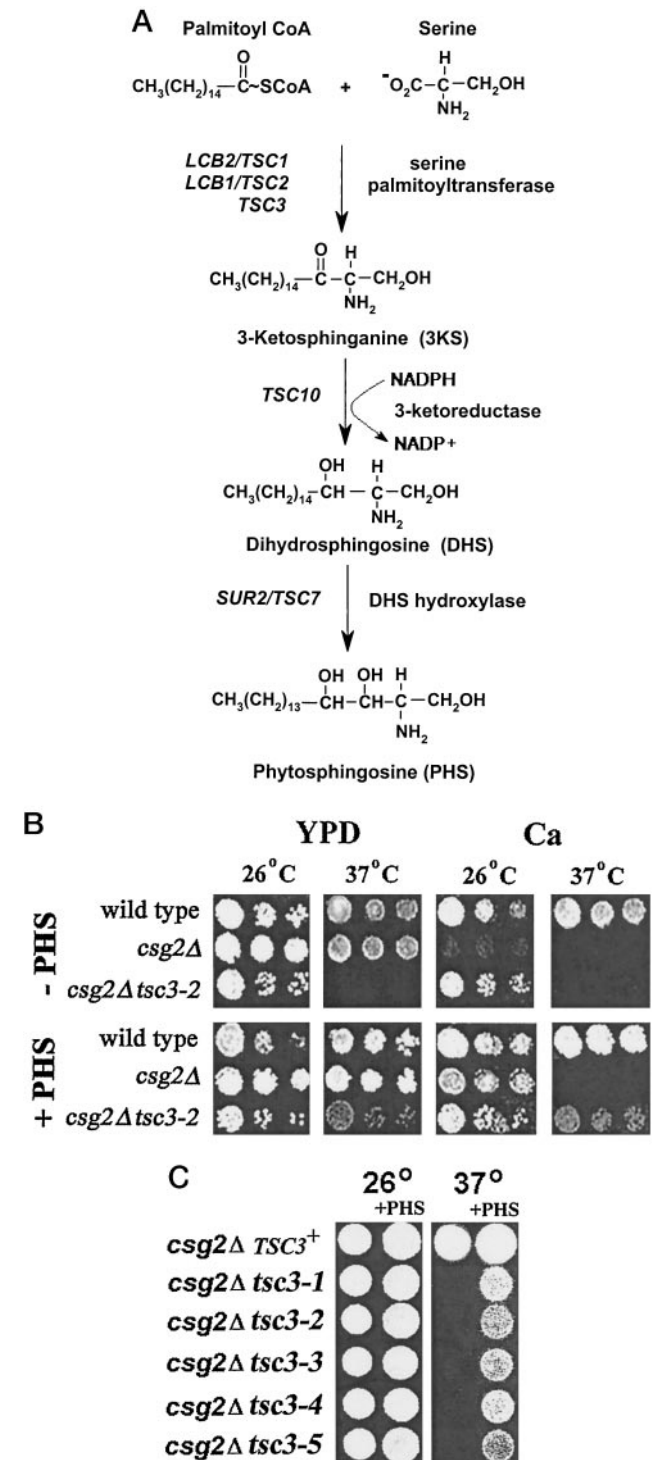 A
Palmitoyl CoA Serine
O H
CH3(CH2)14—C~SCoA + -O2C—C—CH2OH
NH2
LCB2/TSC1 serine
LCB1/TSC2 palmitoyltransferase
TSC3
O H
CH3(CH2)14—C—C—CH2OH
NH2
3-Ketosphinganine (3KS)
NADPH
TSC10 3-ketoreductase
NADP+
OH H
CH3(CH2)14-CH—C—CH2OH
NH2
Dihydrosphingosine (DHS)
SUR2/TSC7 DHS hydroxylase
OH OH H
CH3(CH2)13—CH—CH—C—CH2OH
NH2
Phytosphingosine (PHS)
B
YPD Ca
26°C 37°C 26°C 37°C
- PHS
wild type
csg2Δ
csg2Δtsc3-2
+ PHS
wild type
csg2Δ
csg2Δtsc3-2
C
26° 37°
+PHS +PHS
csg2Δ TSC3+
csg2Δ tsc3-1
csg2Δ tsc3-2
csg2Δ tsc3-3
csg2Δ tsc3-4
csg2Δ tsc3-5